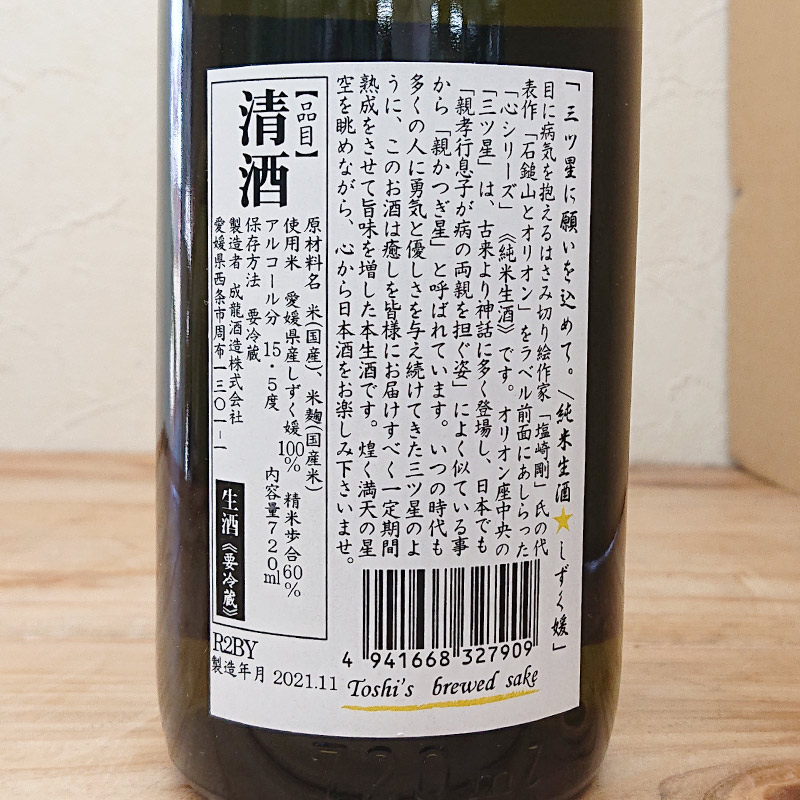 「三ツ星に願いを込めて。＼純米生酒★しずく媛」
目に病気を抱えるはさみ切り絵作家「塩崎剛」氏の代
表作「石鎚山とオリオン」をラベル前面にあしらった
「心シリーズ」《純米生酒》です。オリオン座中央の
「三ツ星」は、古来より神話に多く登場し、日本でも
「親孝行息子が病の両親を担ぐ姿」によく似ている事
から「親かつぎ星」と呼ばれています。いつの時代も
多くの人に勇気と優しさを与え続けてきた三ツ星のよ
うに、このお酒は癒しを皆様にお届けすべく一定期間
熟成をさせて旨味を増した本生酒です。煌く満天の星
空を眺めながら、心から日本酒をお楽しみ下さいませ。
【品目】
清酒
原材料名 米(国産)、米麹(国産米)
使用米 愛媛県産しずく媛100% 精米歩合60%
アルコール分 15・5度 内容量720ml
保存方法 要冷蔵
製造者 成龍酒造株式会社
愛媛県西条市周布一三〇一－一
生酒《要冷蔵》
R2BY
製造年月 2021.11
4 941668 327909
Toshi's brewed sake
720ml